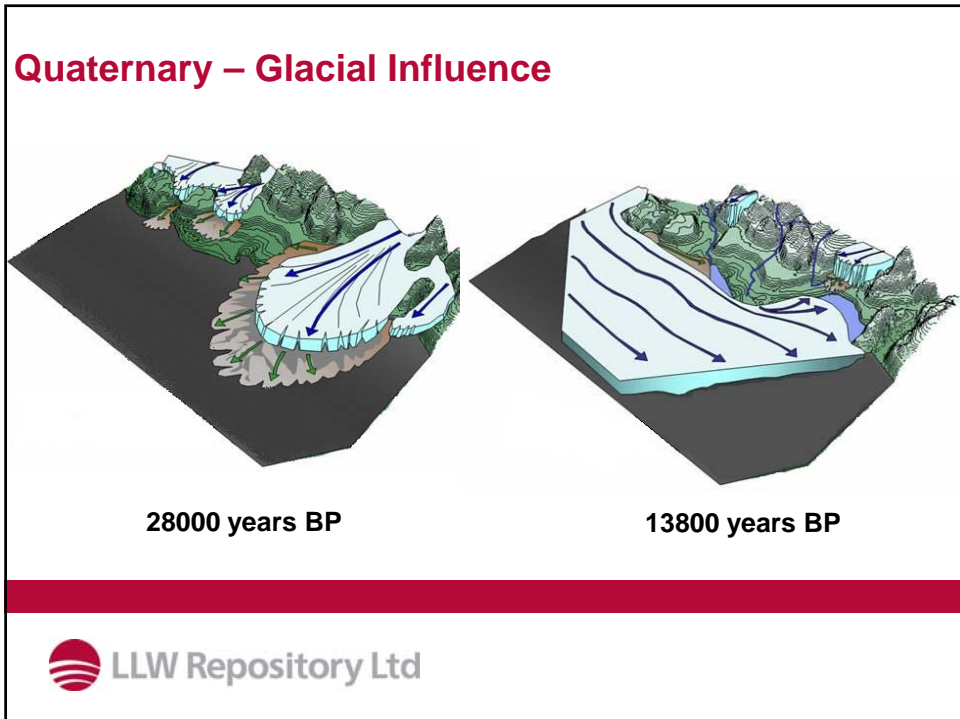 Quaternary – Glacial Influence
28000 years BP
13800 years BP
LLW Repository Ltd